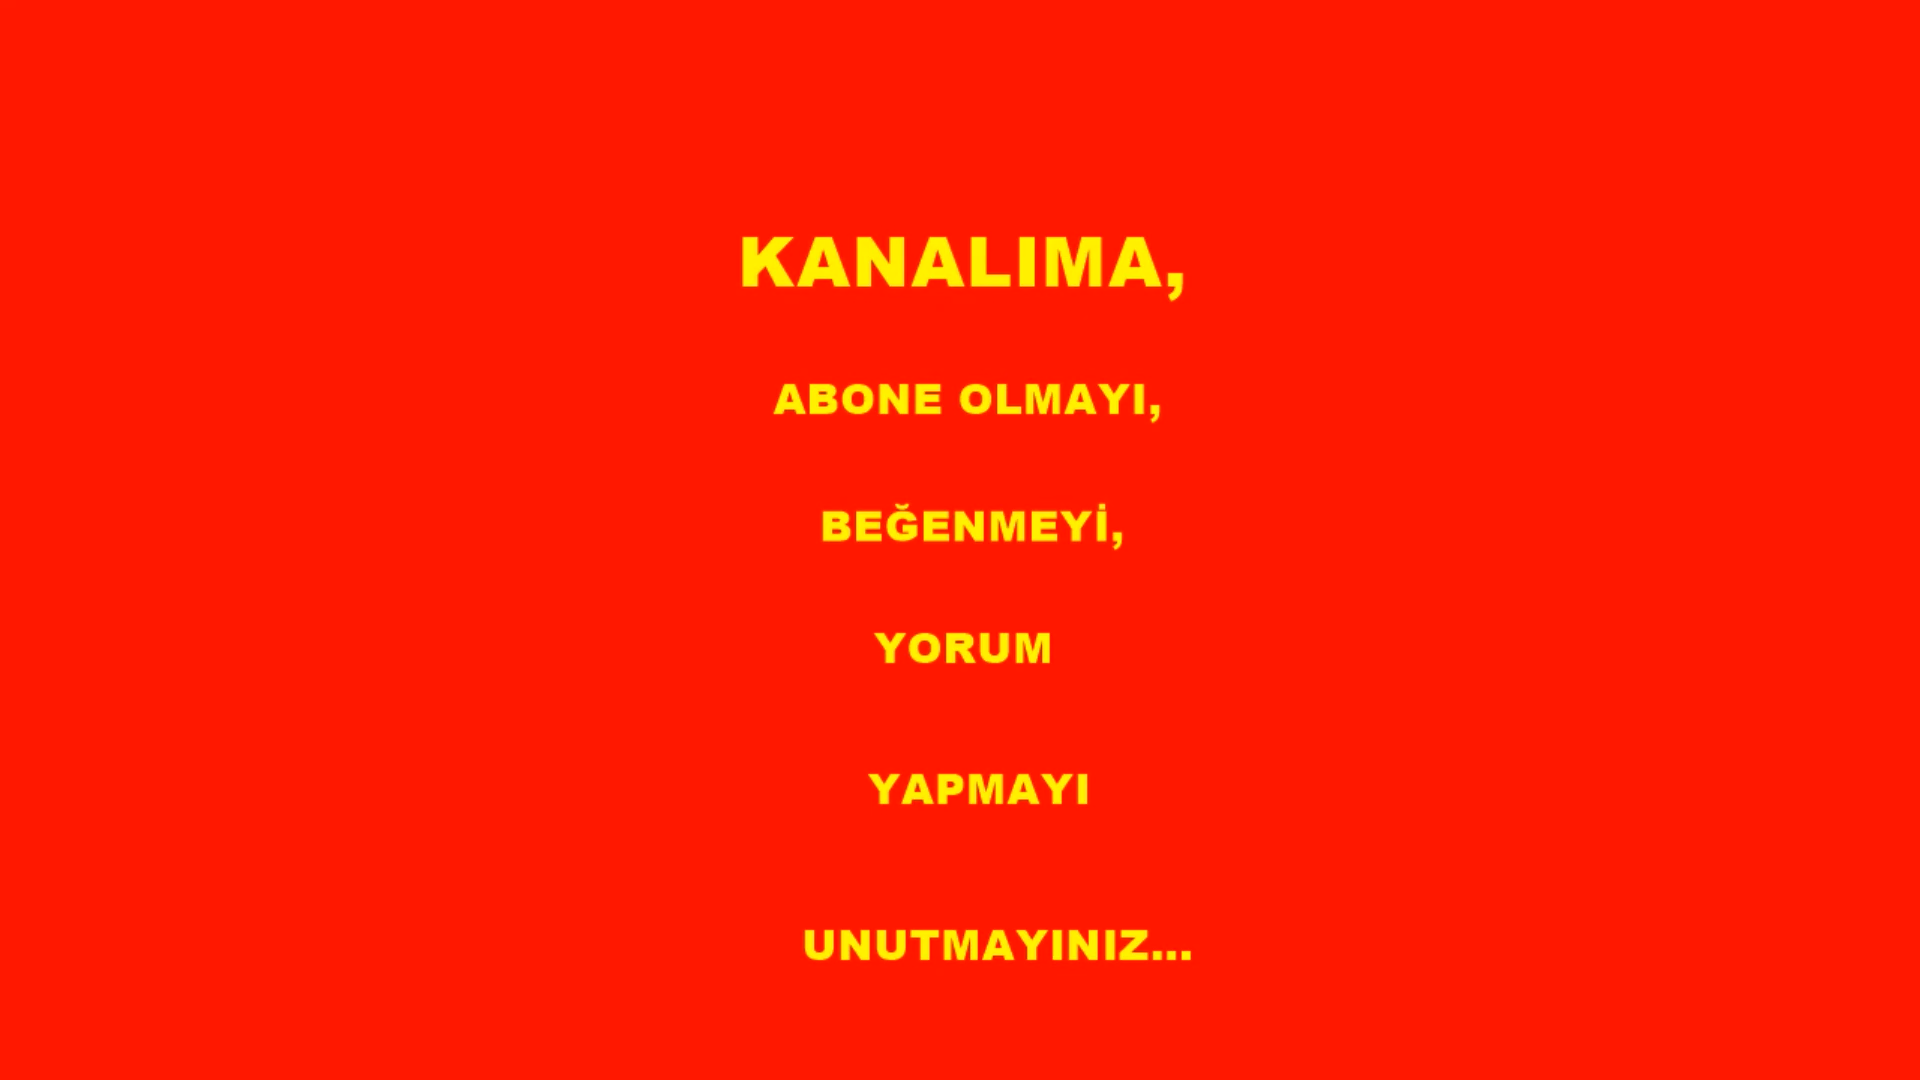 KANALIMA,
ABONE OLMAYI,
BEĞENMEYİ,
YORUM
YAPMAYI
UNUTMAYINIZ...